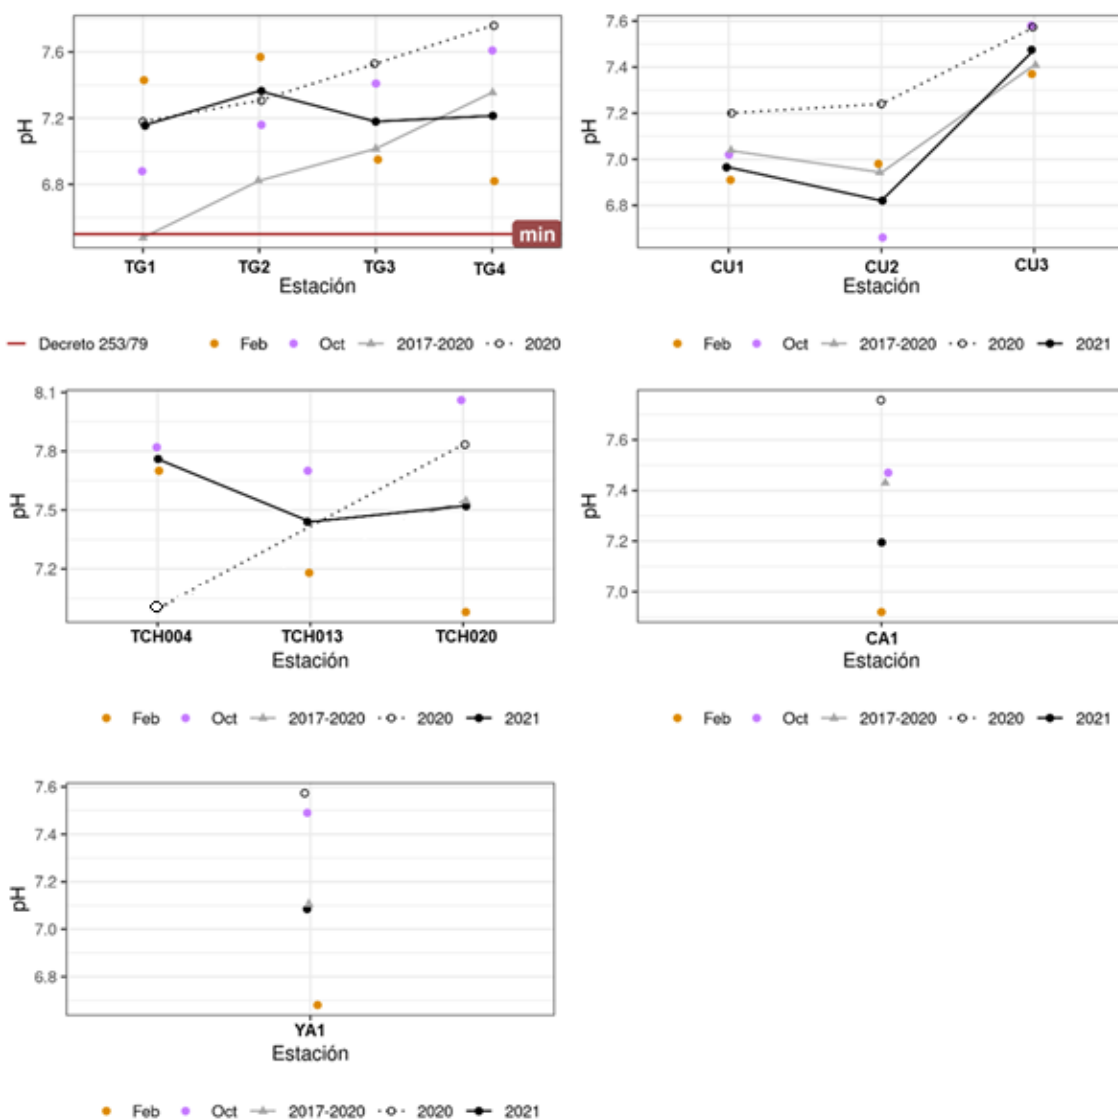 7.6
7.2
6.8
pH
min
TG1 TG2 TG3 TG4
Estación
Decreto 253/79 Feb Oct 2017-2020 2020
7.6
7.4
7.2
7.0
6.8
pH
CU1 CU2 CU3
Estación
Feb Oct 2017-2020 2020 2021
8.1
7.8
7.5
7.2
pH
TCH004 TCH013 TCH020
Estación
Feb Oct 2017-2020 2020 2021
7.6
7.4
7.2
7.0
pH
CA1
Estación
Feb Oct 2017-2020 2020 2021
7.6
7.4
7.2
7.0
6.8
pH
YA1
Estación
Feb Oct 2017-2020 2020 2021